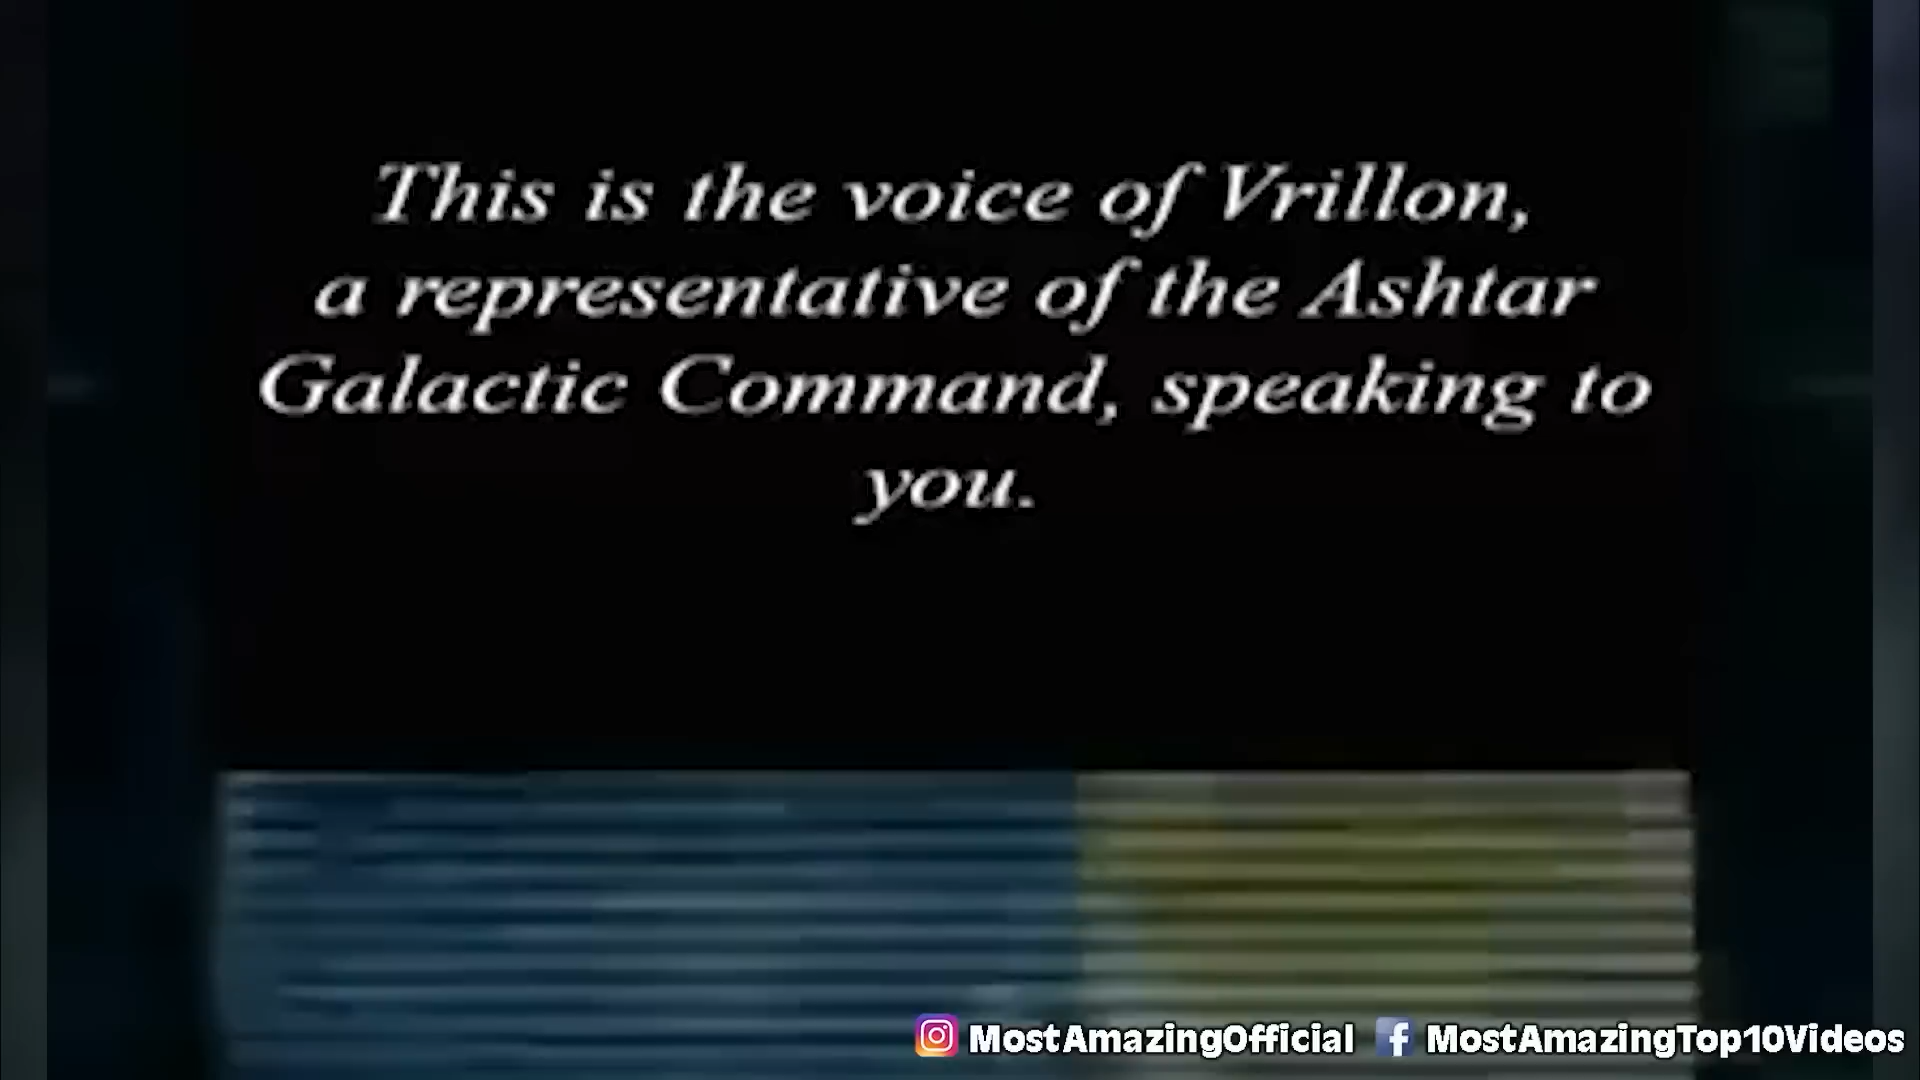 This is the voice of Vrillon,
a representative of the Ashtar
Galactic Command, speaking to
you.
MostAmazingOfficial MostAmazingTop10Videos